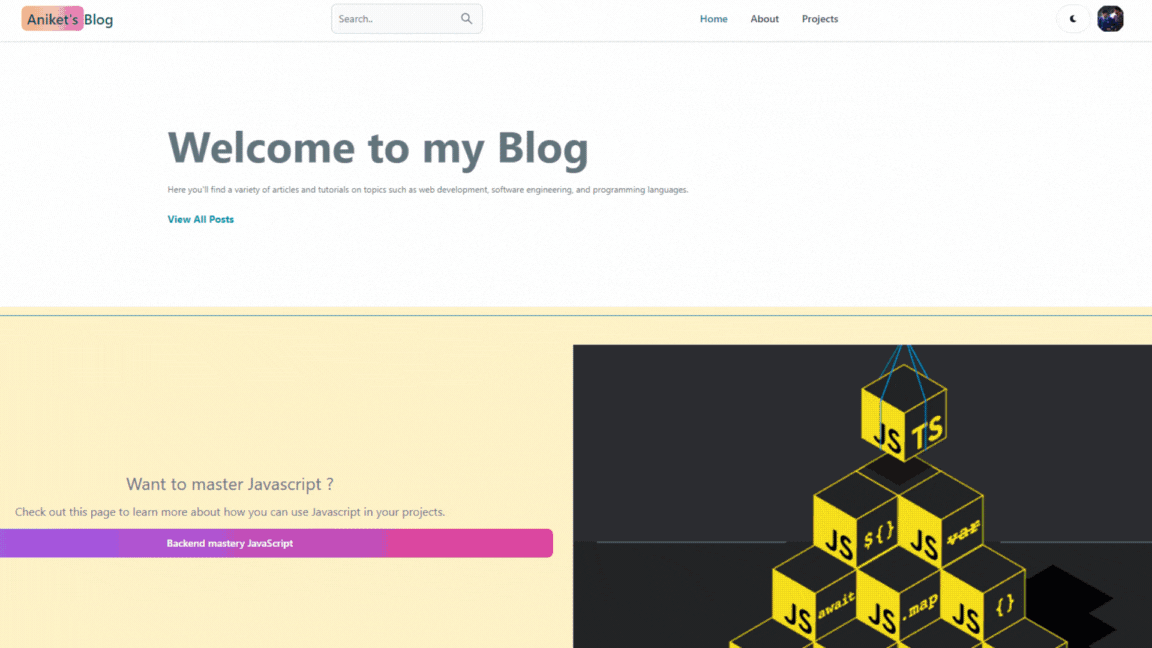 Aniket's Blog
Search..
Home
About
Projects
Welcome to my Blog
Here you'll find a variety of articles and tutorials on topics such as web development, software engineering, and programming languages.
View All Posts
Want to master Javascript ?
Check out this page to learn more about how you can use Javascript in your projects.
Backend mastery JavaScript
JS TS
JS ${} JS var
JS await JS .map JS {}